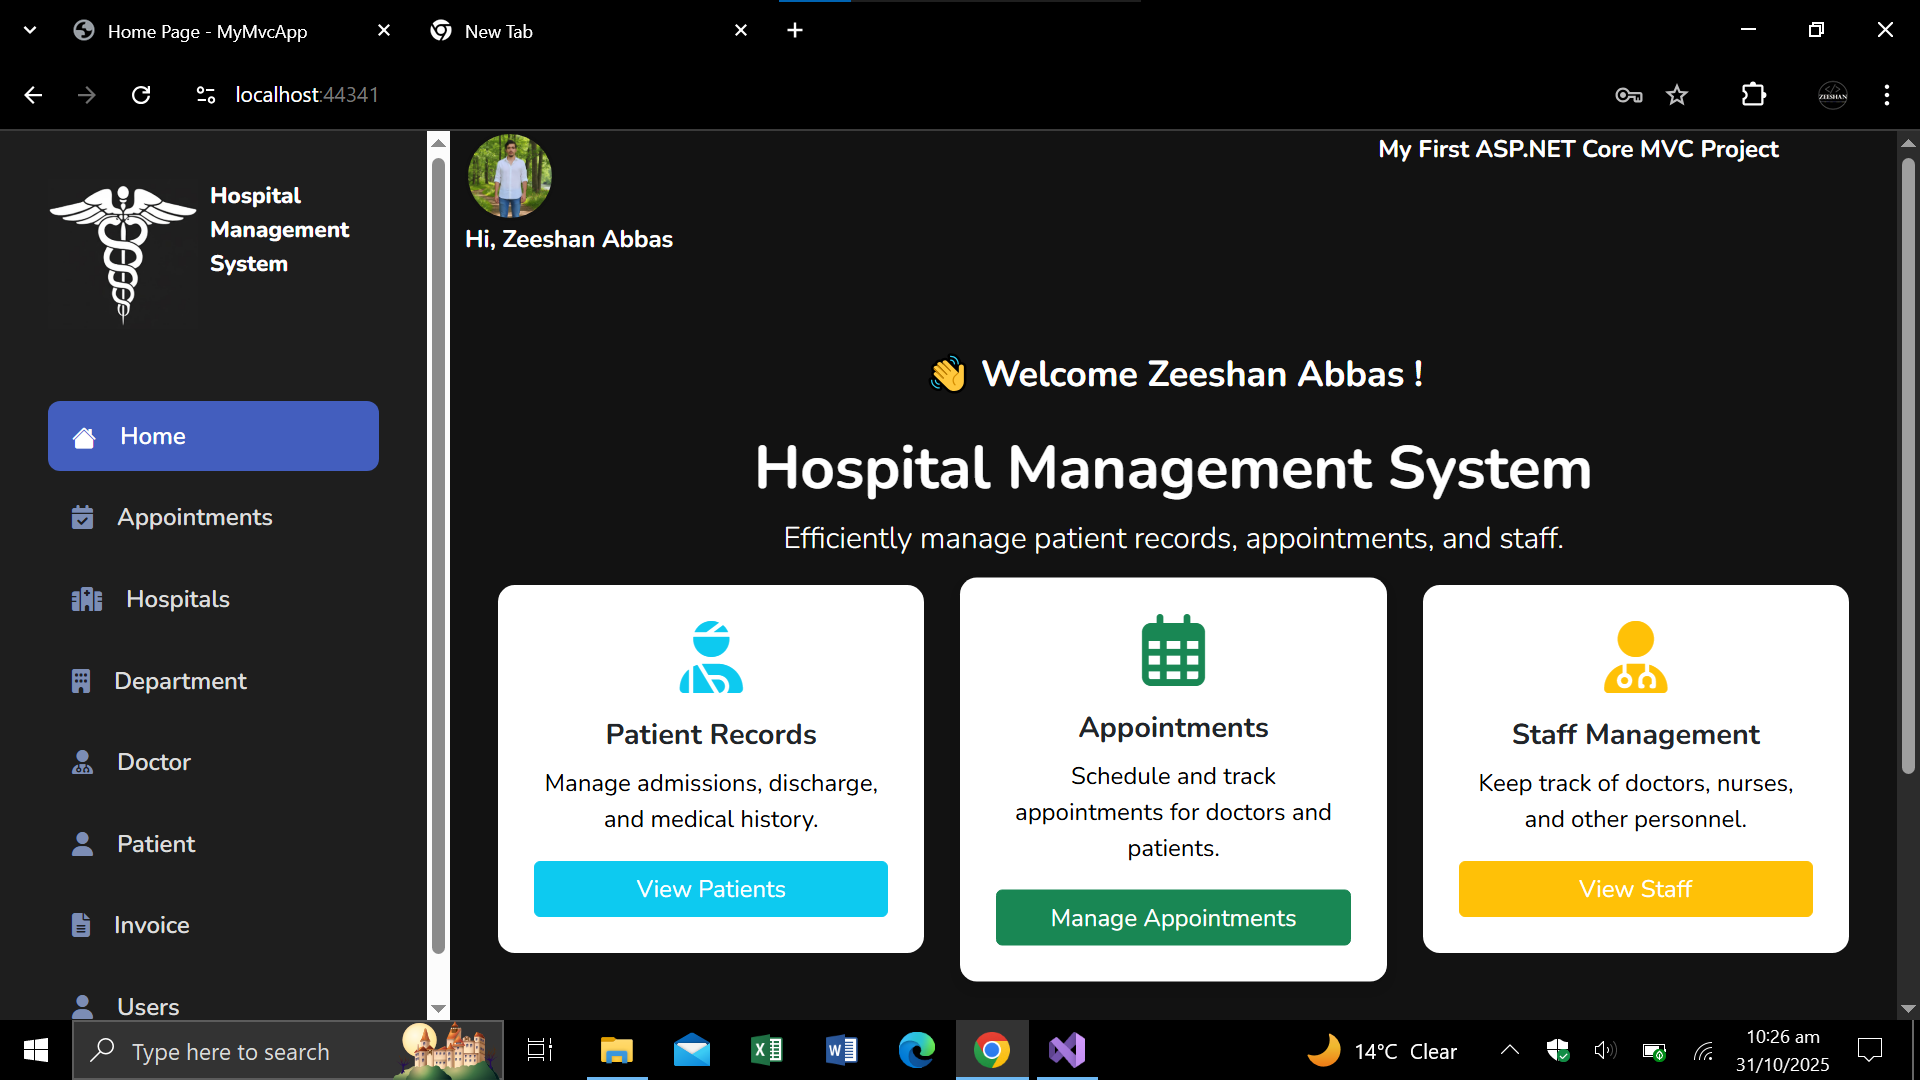 Home Page - MyMvcApp
New Tab
localhost:44341
ZEESHAN
Hospital
Management
System
Home
Appointments
Hospitals
Department
Doctor
Patient
Invoice
Users
My First ASP.NET Core MVC Project
Hi, Zeeshan Abbas
👋 Welcome Zeeshan Abbas !
Hospital Management System
Efficiently manage patient records, appointments, and staff.
Patient Records
Manage admissions, discharge,
and medical history.
View Patients
Appointments
Schedule and track
appointments for doctors and
patients.
Manage Appointments
Staff Management
Keep track of doctors, nurses,
and other personnel.
View Staff
Type here to search
14°C Clear
10:26 am
31/10/2025